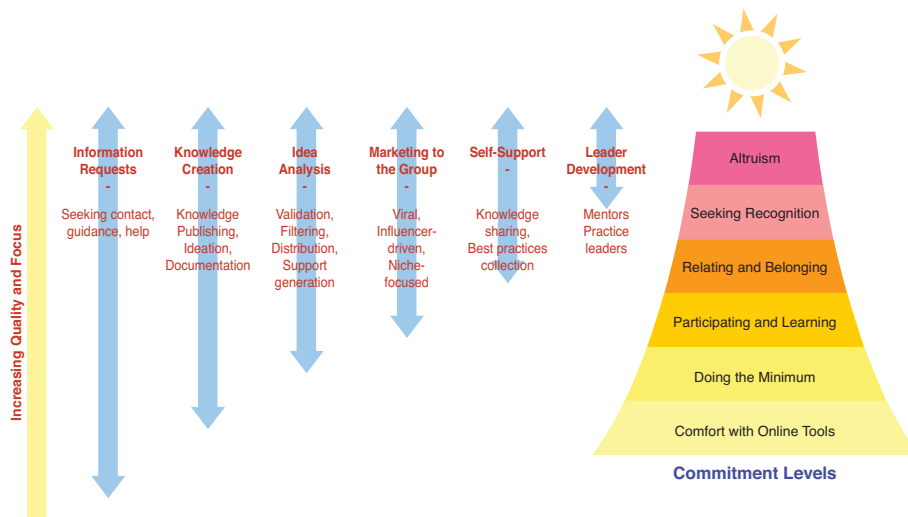 Increasing Quality and Focus
Information
Requests
-
Seeking contact,
guidance, help
Knowledge
Creation
-
Knowledge
Publishing,
Ideation,
Documentation
Idea
Analysis
-
Validation,
Filtering,
Distribution,
Support
generation
Marketing to
the Group
-
Viral,
Influencer-
driven,
Niche-
focused
Self-Support
-
Knowledge
sharing,
Best practices
collection
Leader
Development
-
Mentors
Practice
leaders
Altruism
Seeking Recognition
Relating and Belonging
Participating and Learning
Doing the Minimum
Comfort with Online Tools
Commitment Levels